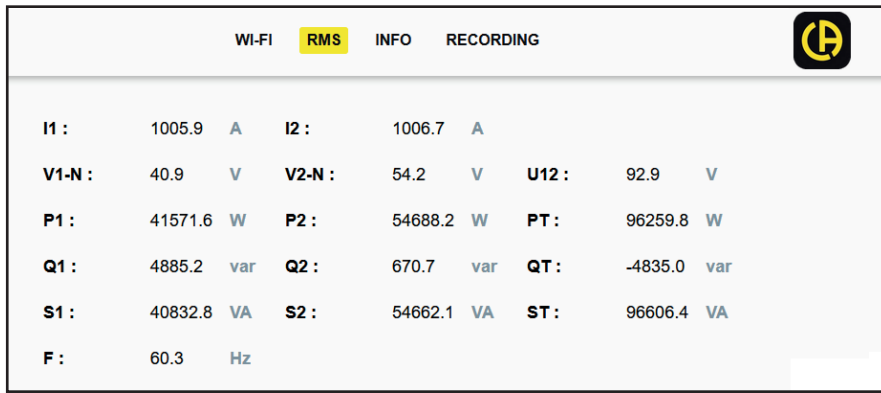 WI-FI RMS INFO RECORDING
I1 : 1005.9 A I2 : 1006.7 A
V1-N : 40.9 V V2-N : 54.2 V U12 : 92.9 V
P1 : 41571.6 W P2 : 54688.2 W PT : 96259.8 W
Q1 : 4885.2 var Q2 : 670.7 var QT : -4835.0 var
S1 : 40832.8 VA S2 : 54662.1 VA ST : 96606.4 VA
F : 60.3 Hz